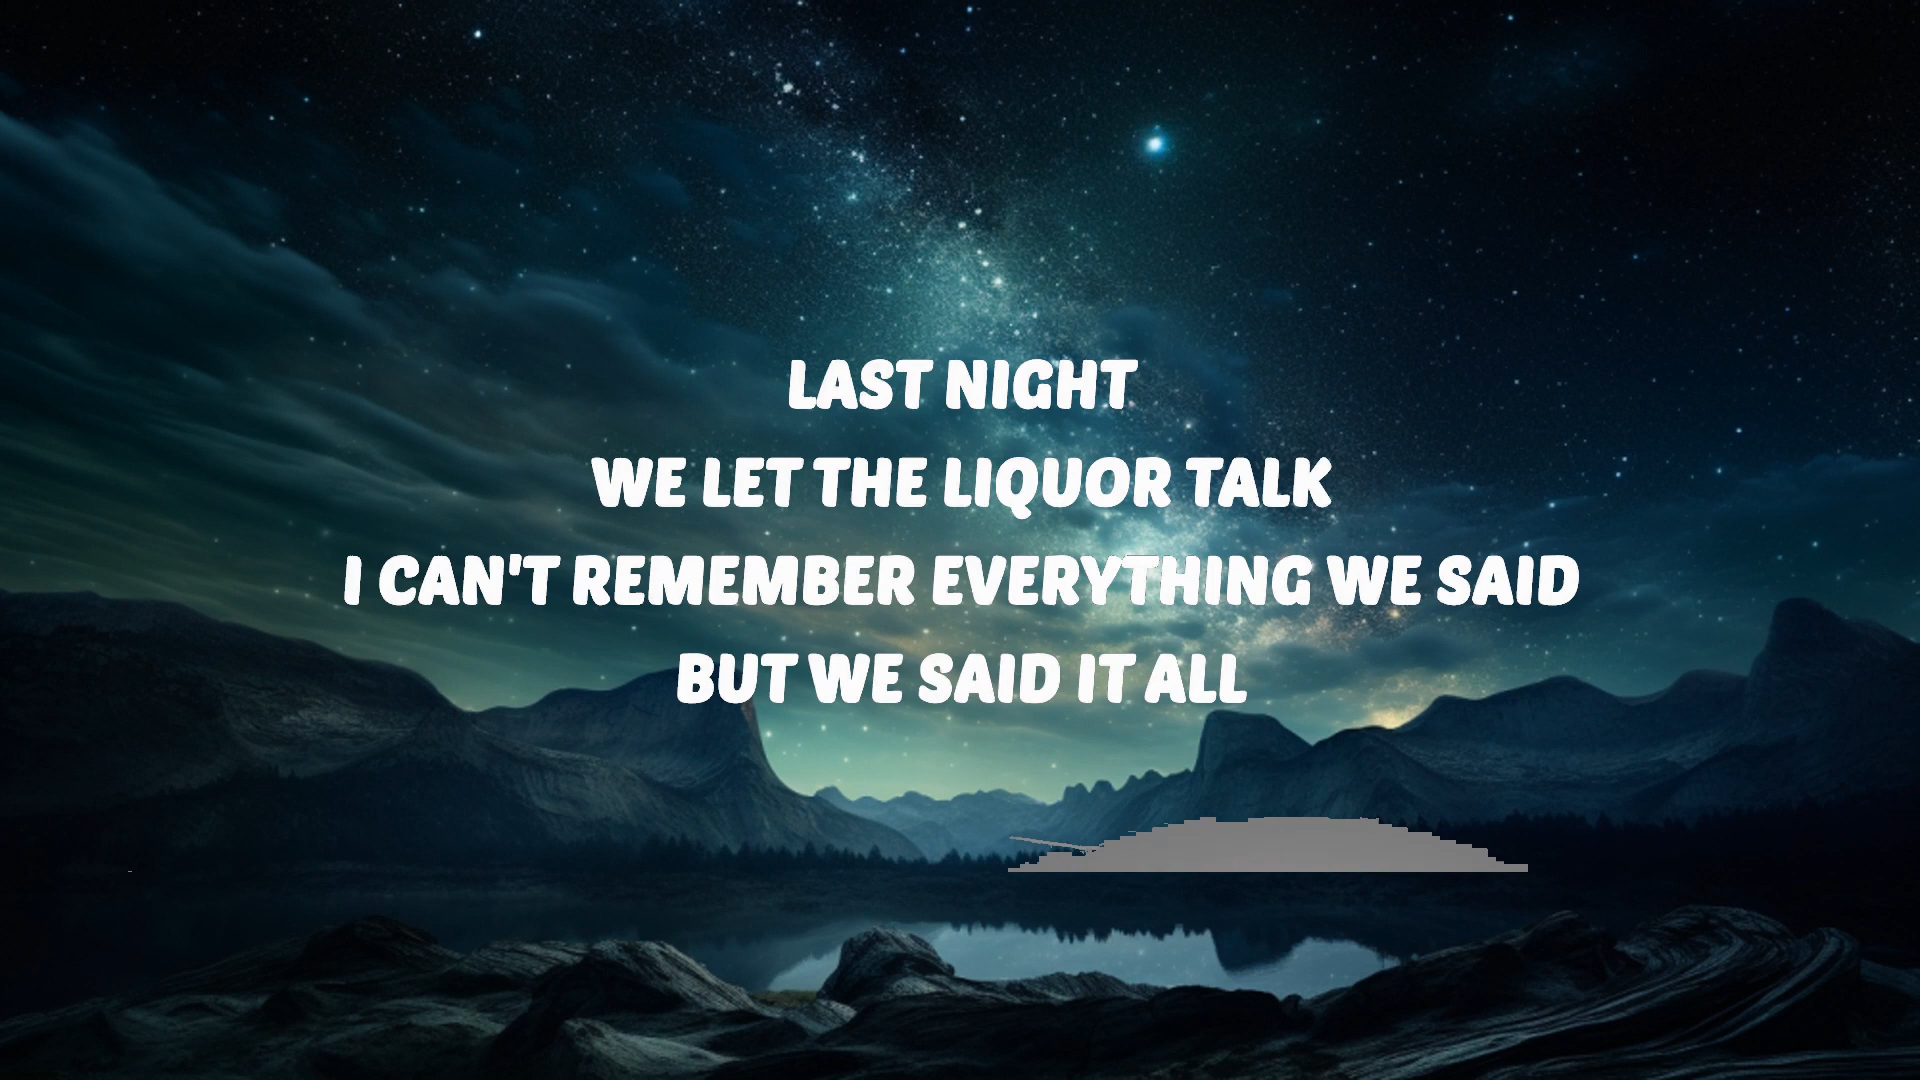 LAST NIGHT
WE LET THE LIQUOR TALK
I CAN'T REMEMBER EVERYTHING WE SAID
BUT WE SAID IT ALL